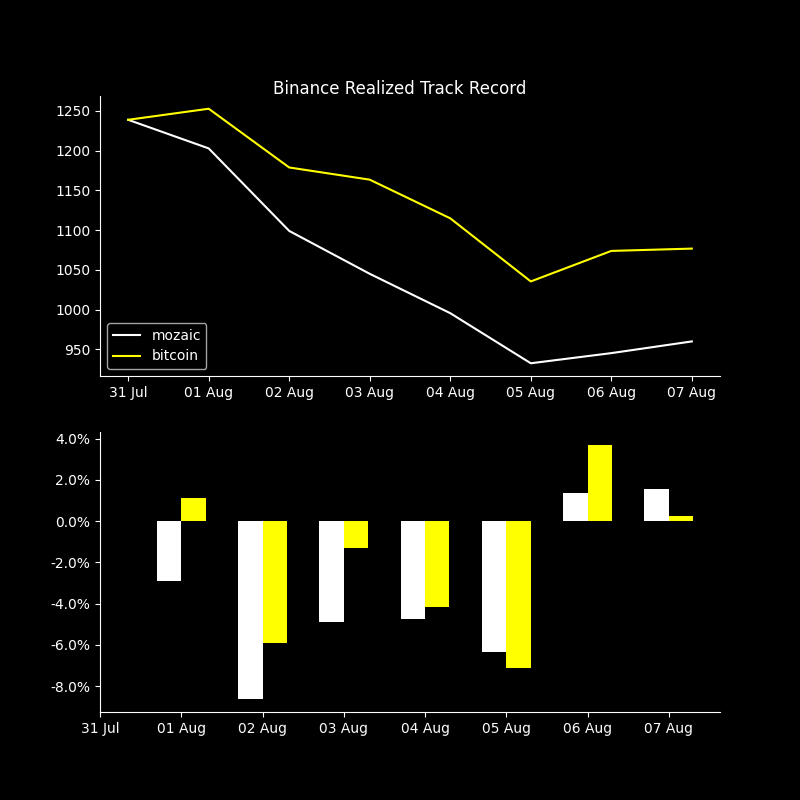 Binance Realized Track Record
1250
1200
1150
1100
1050
1000
950
mozaic
bitcoin
31 Jul 01 Aug 02 Aug 03 Aug 04 Aug 05 Aug 06 Aug 07 Aug
4.0%
2.0%
0.0%
-2.0%
-4.0%
-6.0%
-8.0%
31 Jul 01 Aug 02 Aug 03 Aug 04 Aug 05 Aug 06 Aug 07 Aug